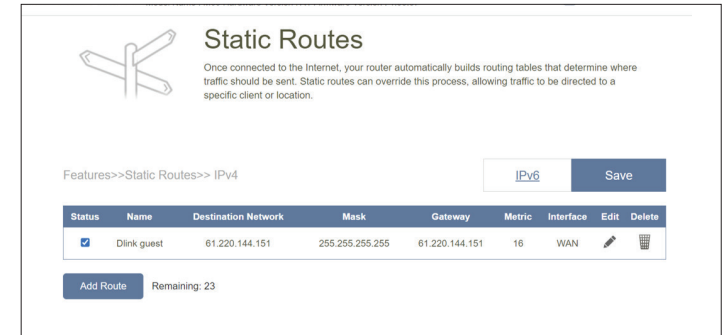 Static Routes
Once connected to the Internet, your router automatically builds routing tables that determine where
traffic should be sent. Static routes can override this process, allowing traffic to be directed to a
specific client or location.
Features>>Static Routes>> IPv4
IPv6
Save
Status Name Destination Network Mask Gateway Metric Interface Edit Delete
Dlink guest 61.220.144.151 255.255.255.255 61.220.144.151 16 WAN
Add Route Remaining: 23